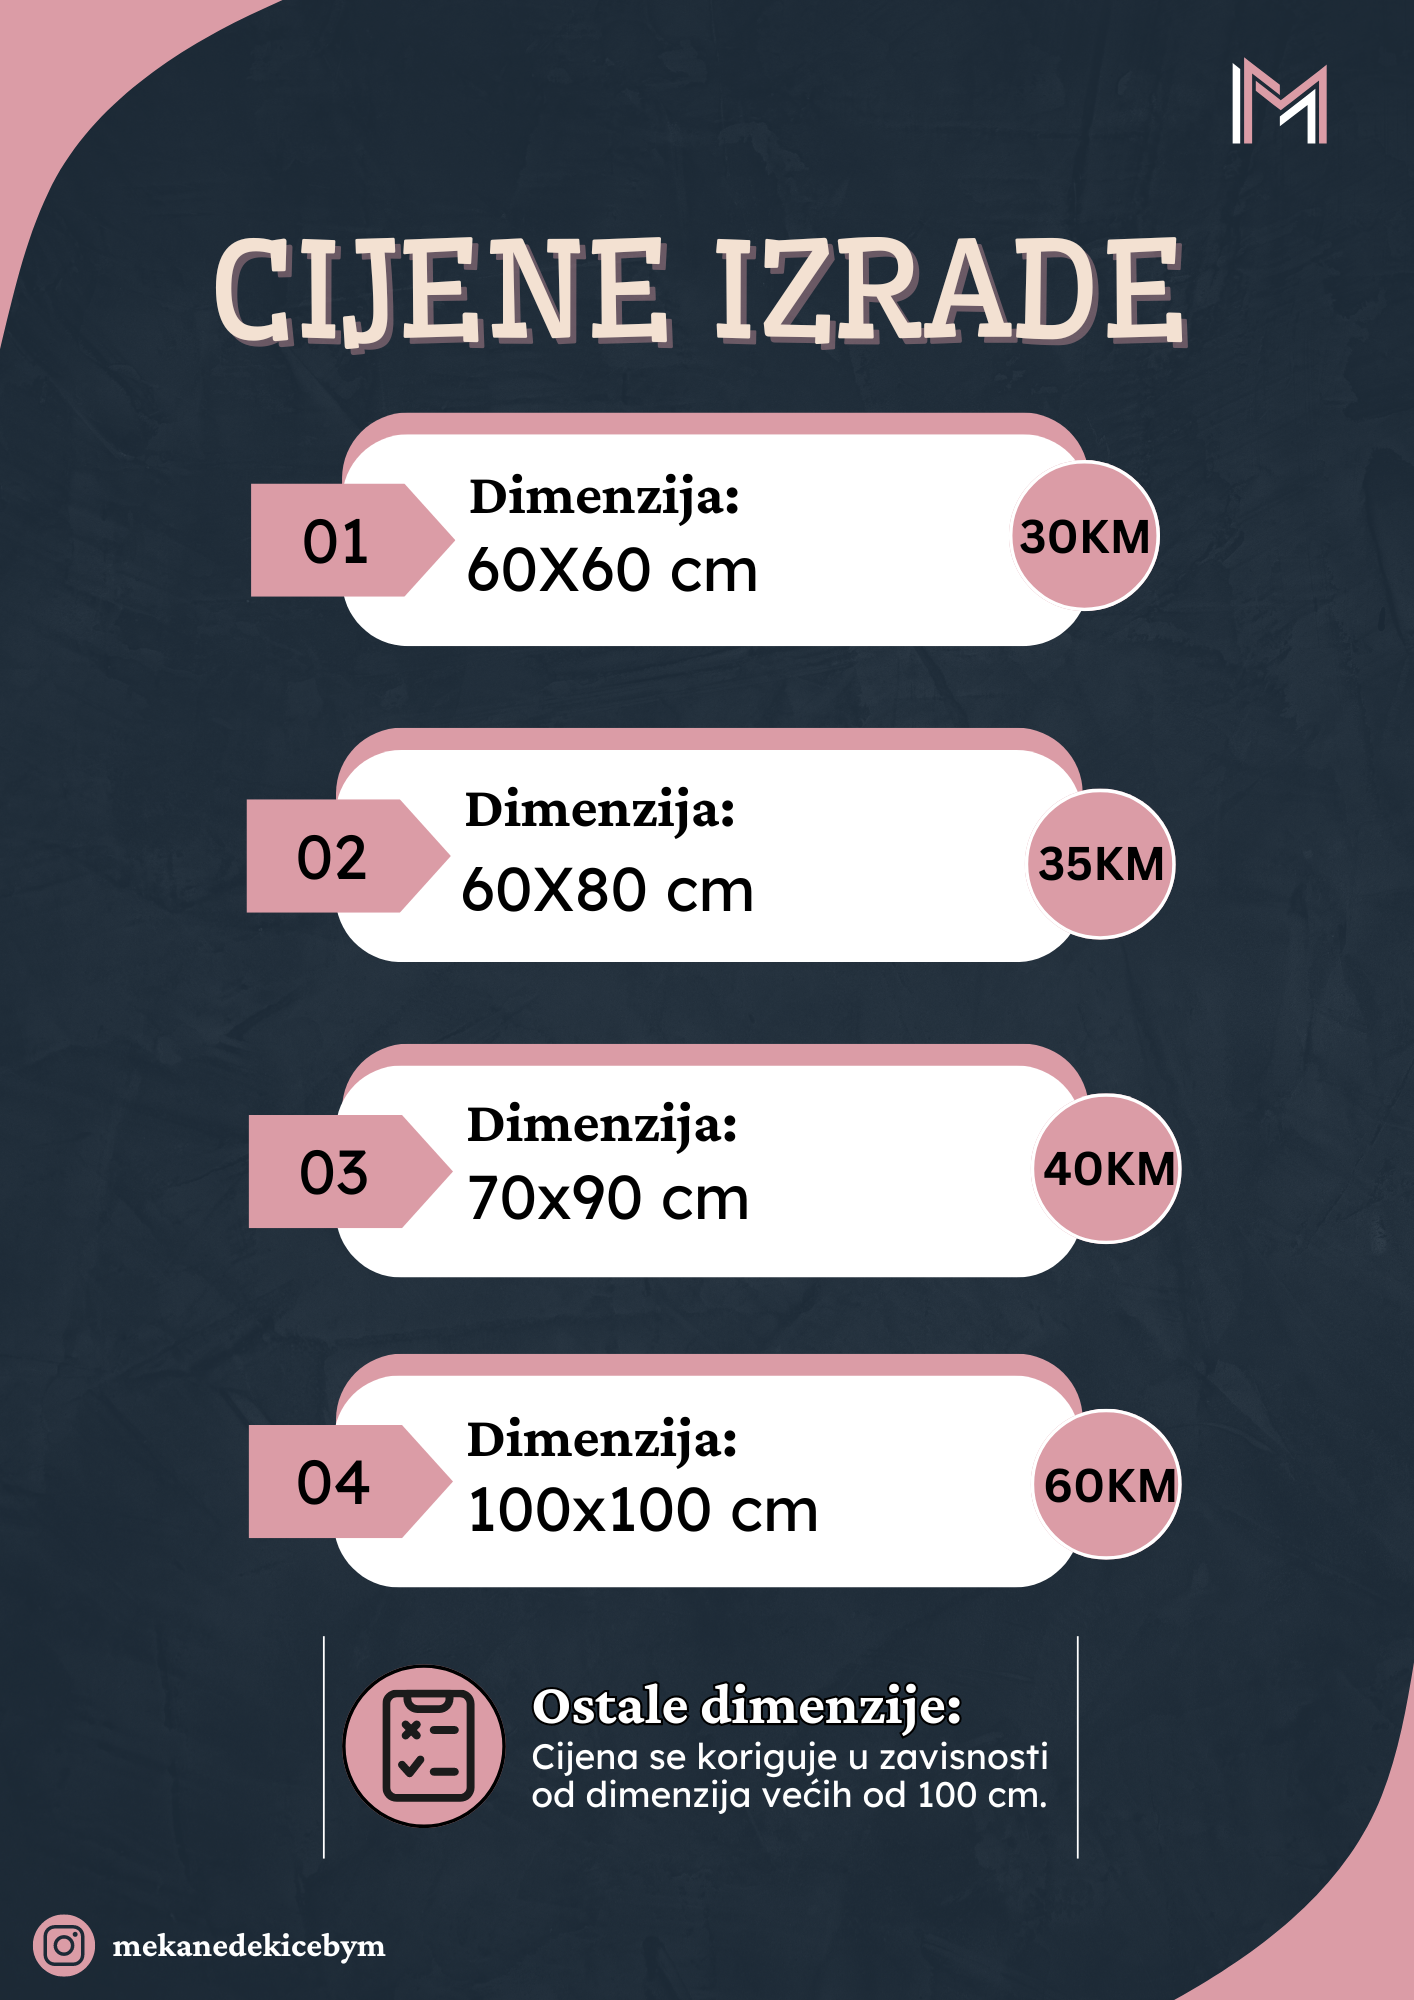 CIJENE IZRADE
01
Dimenzija:
60X60 cm
30KM
02
Dimenzija:
60X80 cm
35KM
03
Dimenzija:
70x90 cm
40KM
04
Dimenzija:
100x100 cm
60KM
Ostale dimenzije:
Cijena se koriguje u zavisnosti
od dimenzija većih od 100 cm.
mekanedekicebym